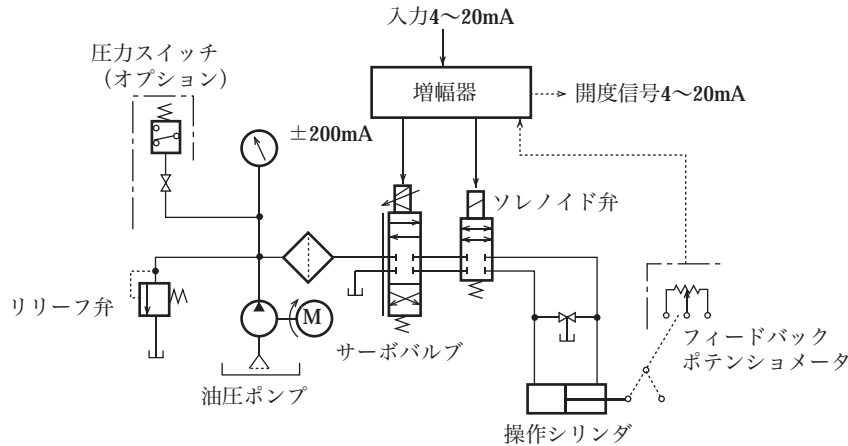 入力4〜20mA
圧力スイッチ
（オプション）
増幅器
開度信号4〜20mA
±200mA
ソレノイド弁
リリーフ弁
M
サーボバルブ
フィードバック
ポテンショメータ
油圧ポンプ
操作シリンダ